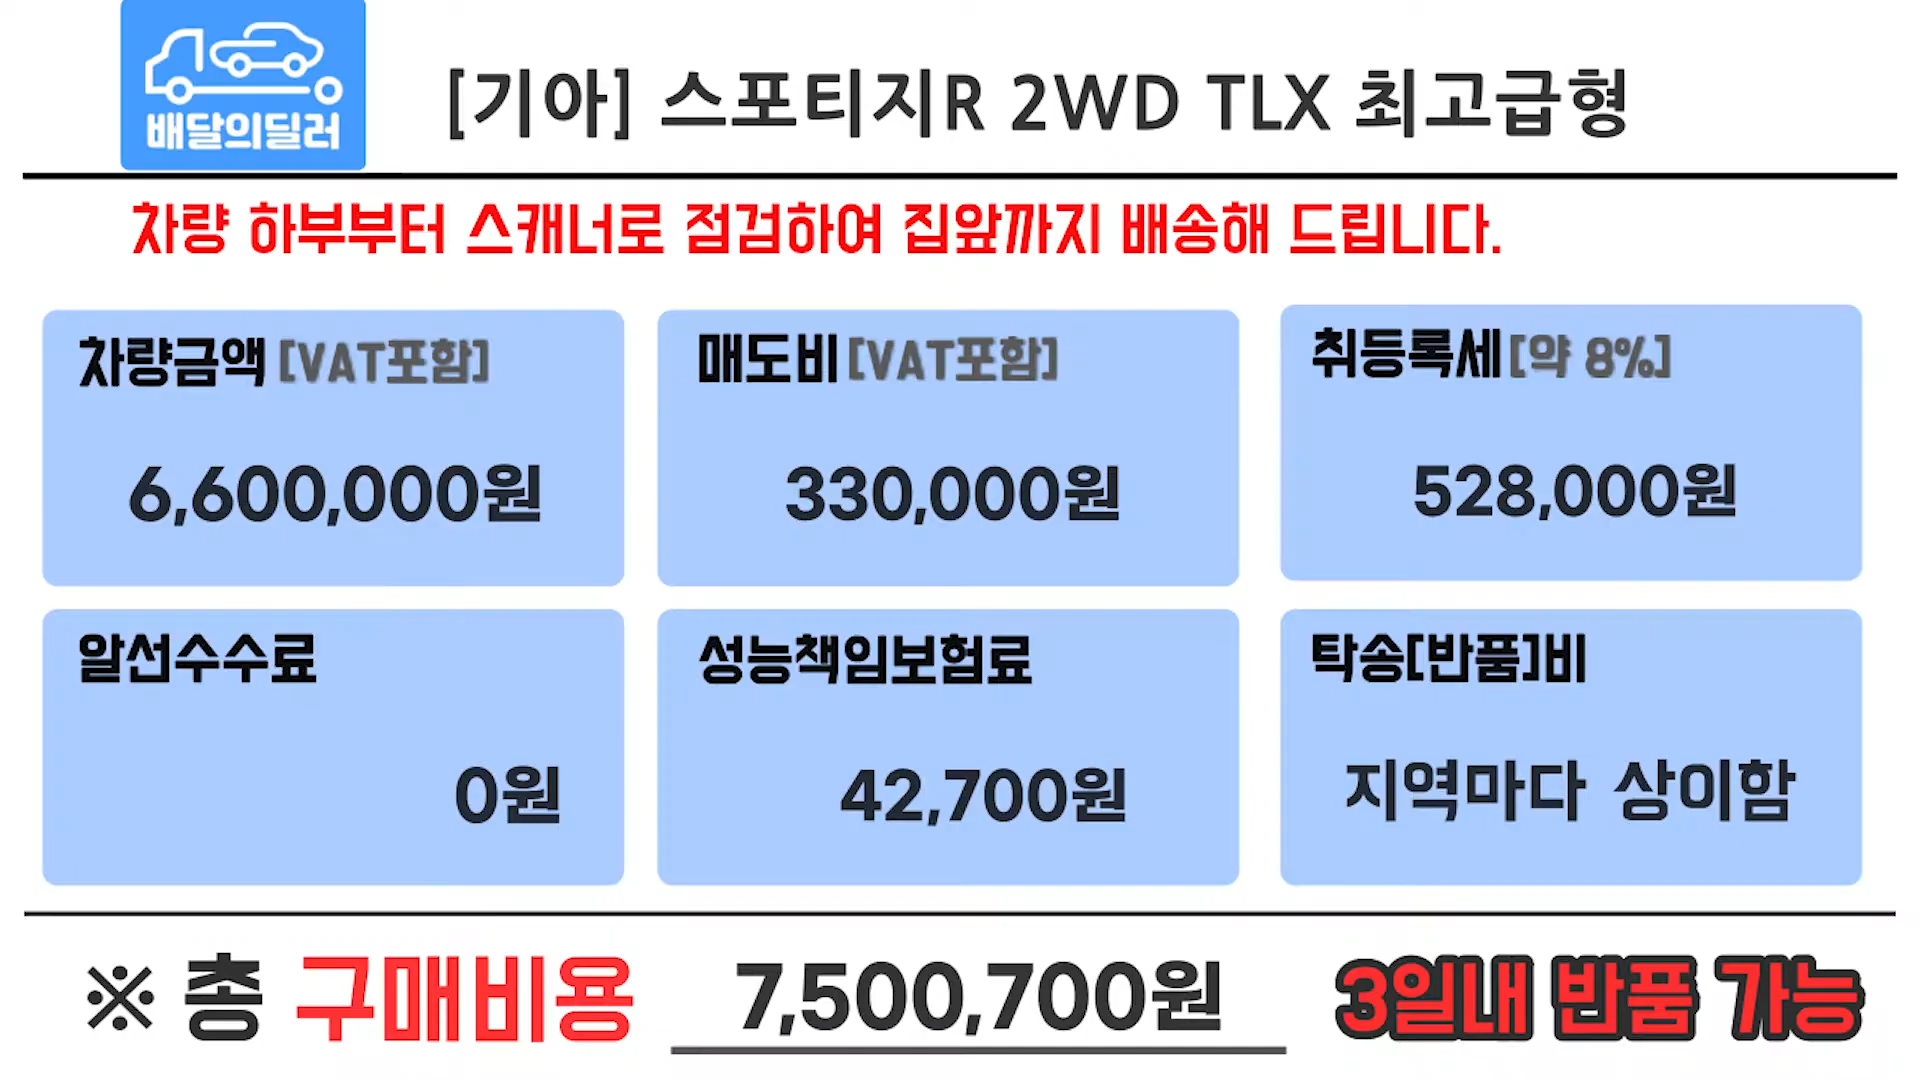 배달의딜러
[기아] 스포티지R 2WD TLX 최고급형
차량 하부부터 스캐너로 점검하여 집앞까지 배송해 드립니다.
차량금액 [VAT포함]
6,600,000원
매도비 [VAT포함]
330,000원
취등록세 [약 8%]
528,000원
알선수수료
0원
성능책임보험료
42,700원
탁송[반품]비
지역마다 상이함
※ 총 구매비용 7,500,700원 3일내 반품 가능